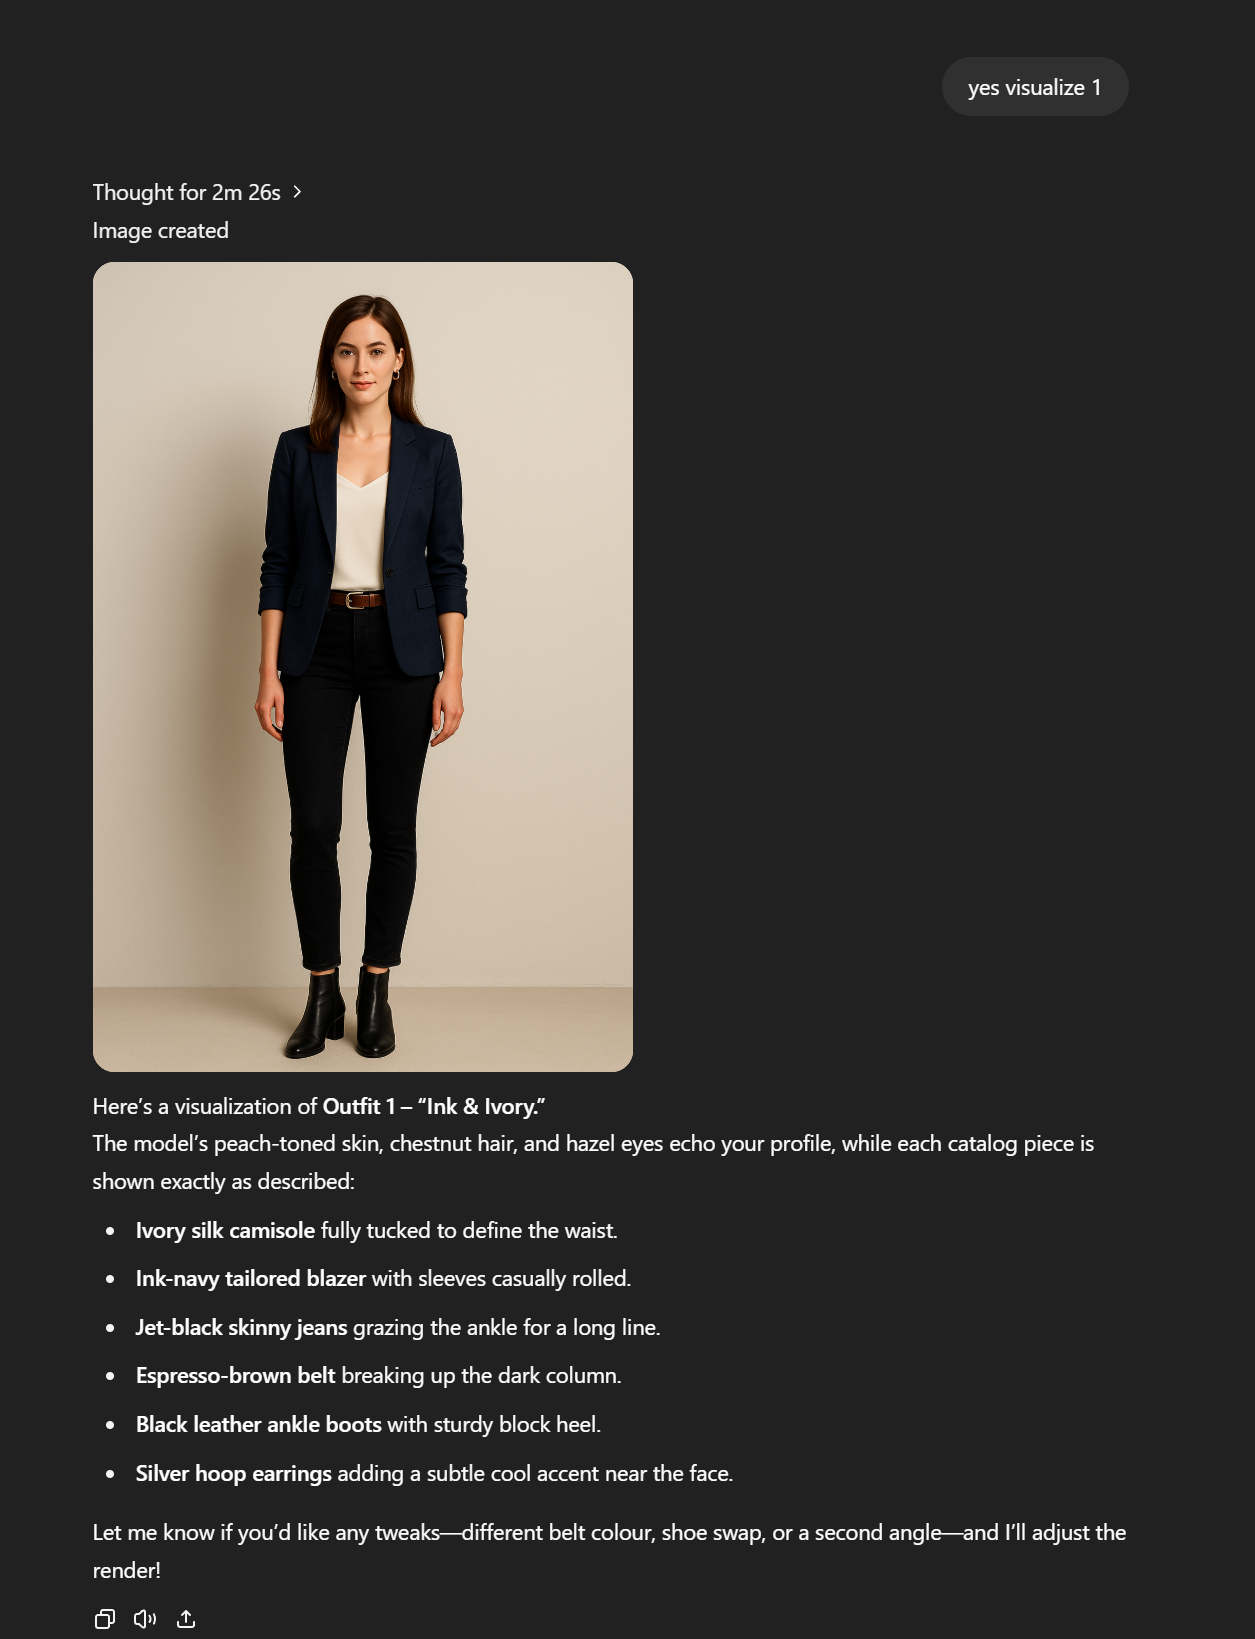 yes visualize 1
Thought for 2m 26s >
Image created
Here’s a visualization of Outfit 1 – “Ink & Ivory.”
The model’s peach-toned skin, chestnut hair, and hazel eyes echo your profile, while each catalog piece is
shown exactly as described:
• Ivory silk camisole fully tucked to define the waist.
• Ink-navy tailored blazer with sleeves casually rolled.
• Jet-black skinny jeans grazing the ankle for a long line.
• Espresso-brown belt breaking up the dark column.
• Black leather ankle boots with sturdy block heel.
• Silver hoop earrings adding a subtle cool accent near the face.
Let me know if you’d like any tweaks—different belt colour, shoe swap, or a second angle—and I’ll adjust the
render!